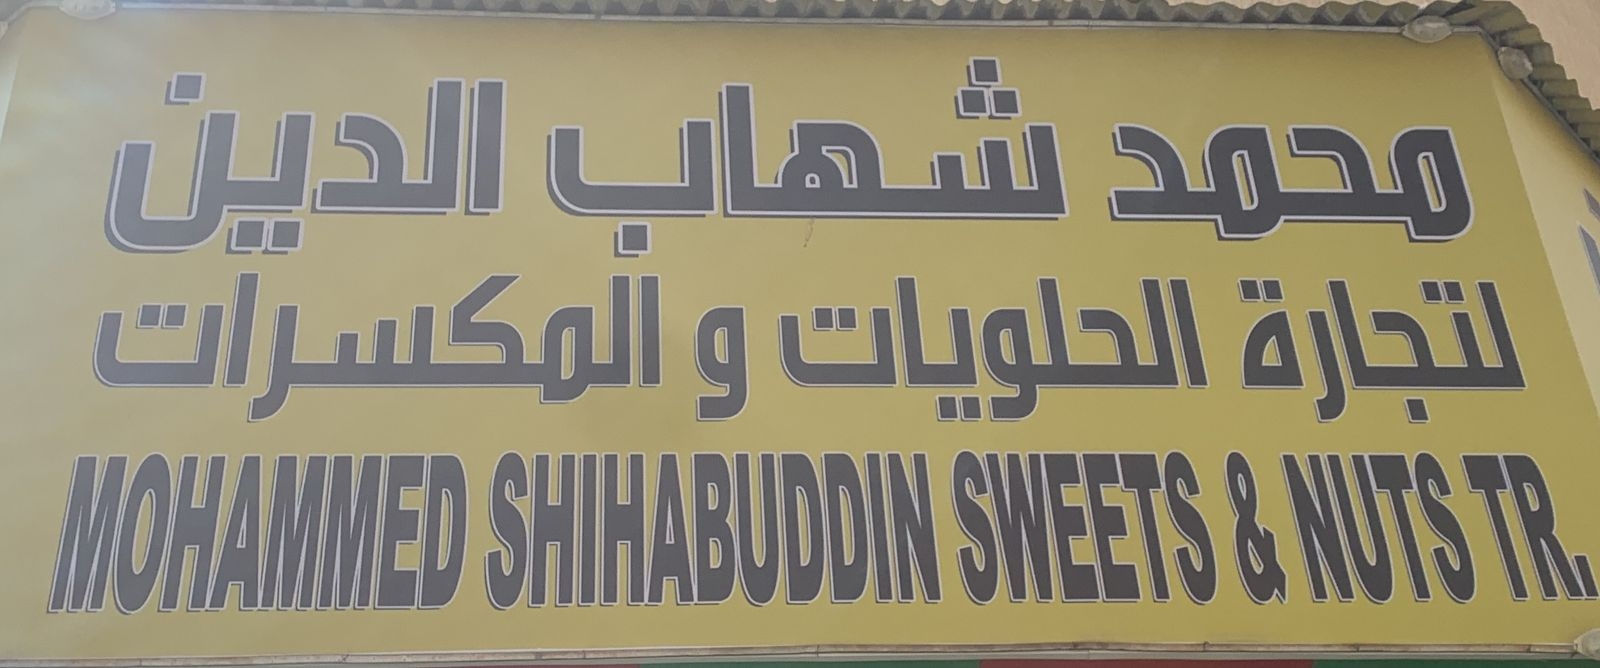 محمد شهاب الدين
لتجارة الحلويات و المكسرات
MOHAMMED SHIHABUDDIN SWEETS & NUTS TR.